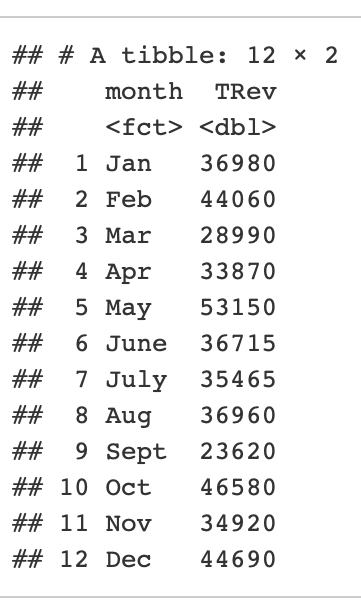 ## # A tibble: 12 × 2
##    month  TRev
##    <fct> <dbl>
##  1 Jan   36980
##  2 Feb   44060
##  3 Mar   28990
##  4 Apr   33870
##  5 May   53150
##  6 June  36715
##  7 July  35465
##  8 Aug   36960
##  9 Sept  23620
## 10 Oct   46580
## 11 Nov   34920
## 12 Dec   44690